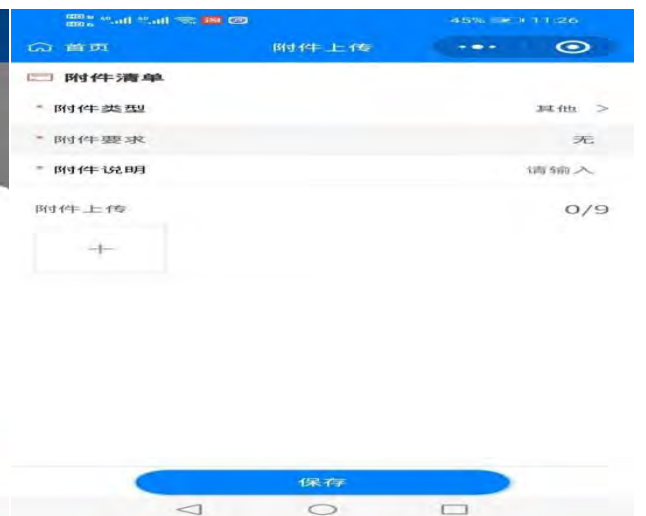 45% 11:26
首页 附件上传
附件清单
* 附件类型 其他 >
* 附件要求 无
* 附件说明 请输入
附件上传 0/9
+
保存